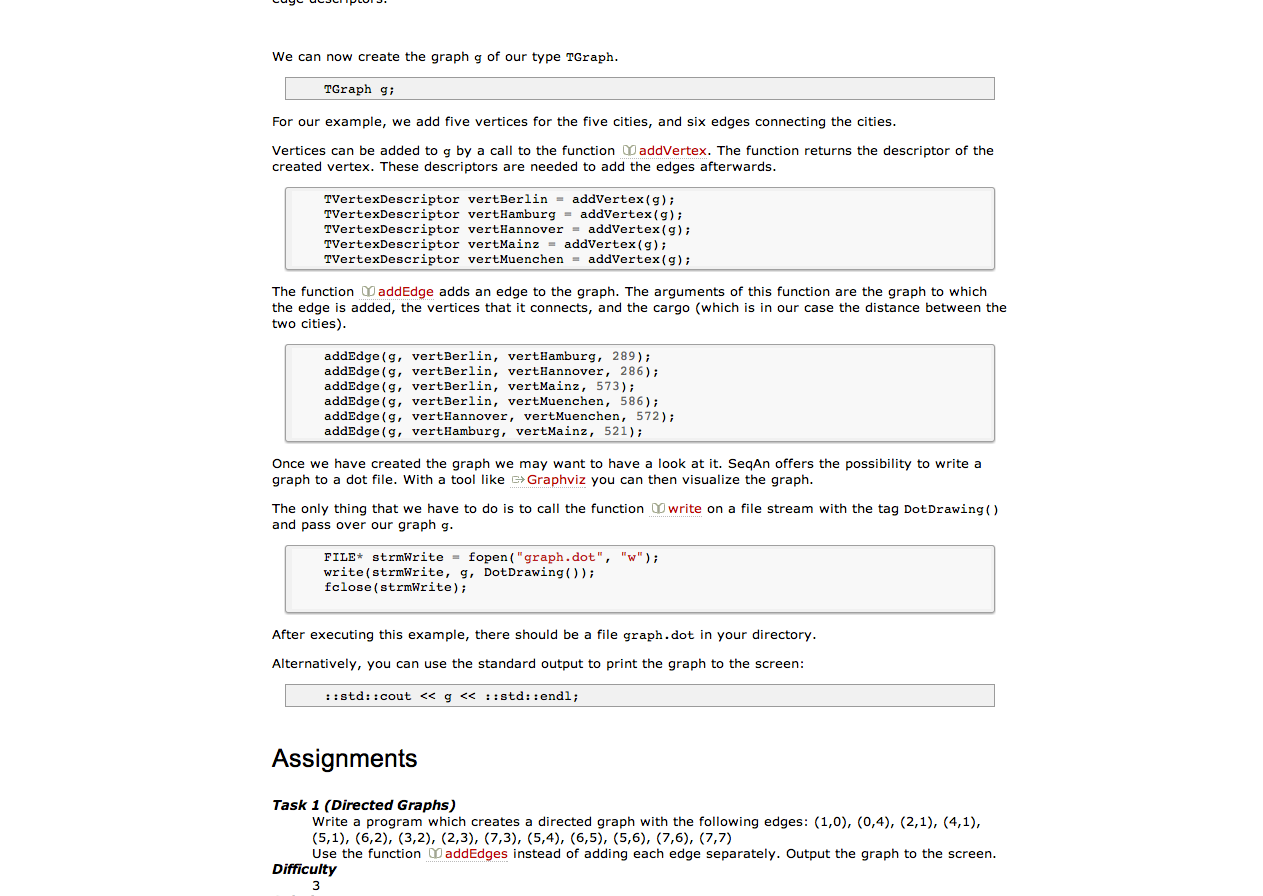 edge descriptors.
We can now create the graph g of our type TGraph.
TGraph g;
For our example, we add five vertices for the five cities, and six edges connecting the cities.
Vertices can be added to g by a call to the function addVertex. The function returns the descriptor of the
created vertex. These descriptors are needed to add the edges afterwards.
TVertexDescriptor vertBerlin = addVertex(g);
TVertexDescriptor vertHamburg = addVertex(g);
TVertexDescriptor vertHannover = addVertex(g);
TVertexDescriptor vertMainz = addVertex(g);
TVertexDescriptor vertMuenchen = addVertex(g);
The function addEdge adds an edge to the graph. The arguments of this function are the graph to which
the edge is added, the vertices that it connects, and the cargo (which is in our case the distance between the
two cities).
addEdge(g, vertBerlin, vertHamburg, 289);
addEdge(g, vertBerlin, vertHannover, 286);
addEdge(g, vertBerlin, vertMainz, 573);
addEdge(g, vertBerlin, vertMuenchen, 586);
addEdge(g, vertHannover, vertMuenchen, 572);
addEdge(g, vertHamburg, vertMainz, 521);
Once we have created the graph we may want to have a look at it. SeqAn offers the possibility to write a
graph to a dot file. With a tool like Graphviz you can then visualize the graph.
The only thing that we have to do is to call the function write on a file stream with the tag DotDrawing()
and pass over our graph g.
FILE* strmWrite = fopen("graph.dot", "w");
write(strmWrite, g, DotDrawing());
fclose(strmWrite);
After executing this example, there should be a file graph.dot in your directory.
Alternatively, you can use the standard output to print the graph to the screen:
::std::cout << g << ::std::endl;
Assignments
Task 1 (Directed Graphs)
Write a program which creates a directed graph with the following edges: (1,0), (0,4), (2,1), (4,1),
(5,1), (6,2), (3,2), (2,3), (7,3), (5,4), (6,5), (5,6), (7,6), (7,7)
Use the function addEdges instead of adding each edge separately. Output the graph to the screen.
Difficulty
3